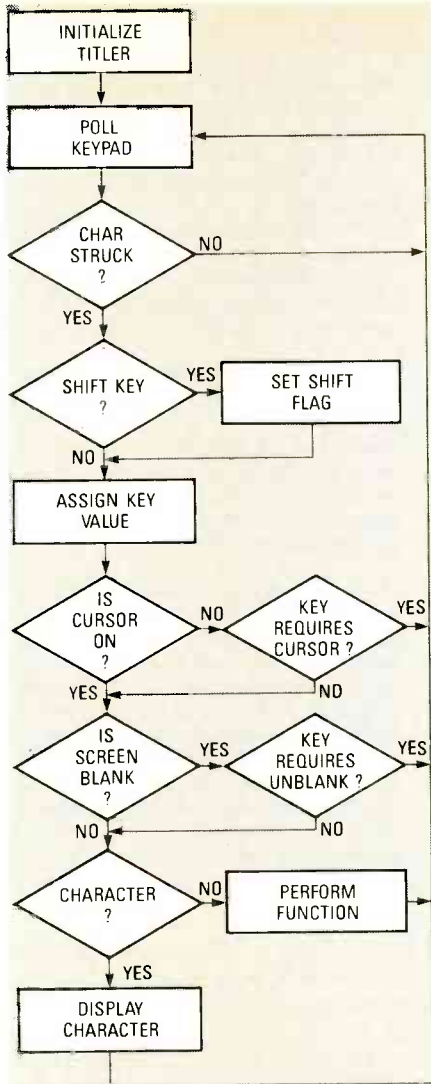 INITIALIZE
TITLER
POLL
KEYPAD
CHAR
STRUCK
?
NO
YES
SHIFT KEY
?
YES
SET SHIFT
FLAG
NO
ASSIGN KEY
VALUE
IS
CURSOR
ON
?
NO
KEY
REQUIRES
CURSOR ?
YES
YES
NO
IS
SCREEN
BLANK
?
YES
KEY
REQUIRES
UNBLANK ?
YES
NO
NO
CHARACTER
?
NO
PERFORM
FUNCTION
YES
DISPLAY
CHARACTER